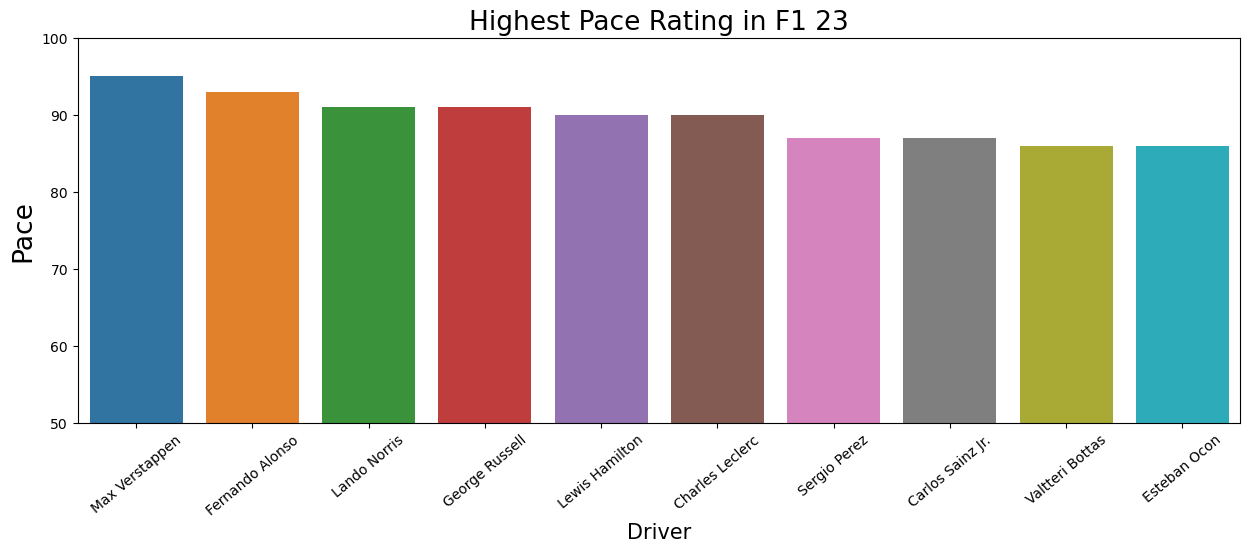 Highest Pace Rating in F1 23
Pace
100
90
80
70
60
50
Max Verstappen
Fernando Alonso
Lando Norris
George Russell
Lewis Hamilton
Charles Leclerc
Sergio Perez
Carlos Sainz Jr.
Valtteri Bottas
Esteban Ocon
Driver